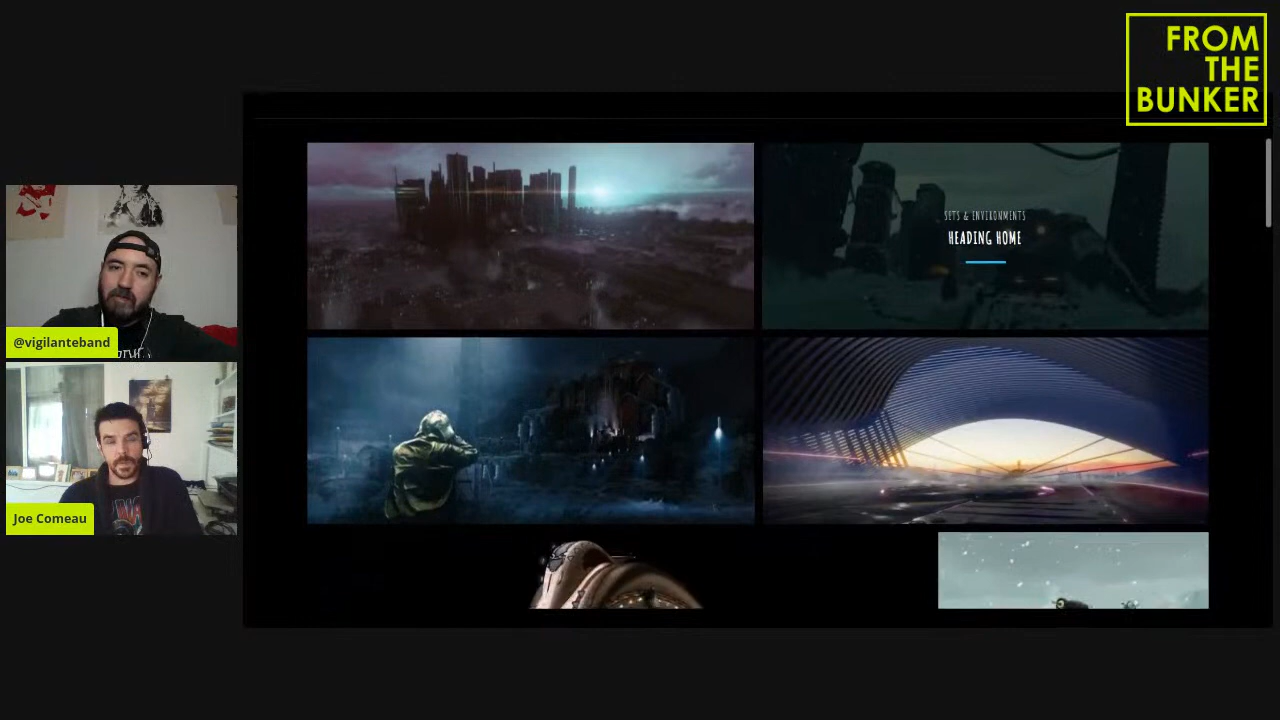 FROM
THE
BUNKER
SETS & ENVIRONMENTS
HEADING HOME
@vigilanteband
Joe Comeau